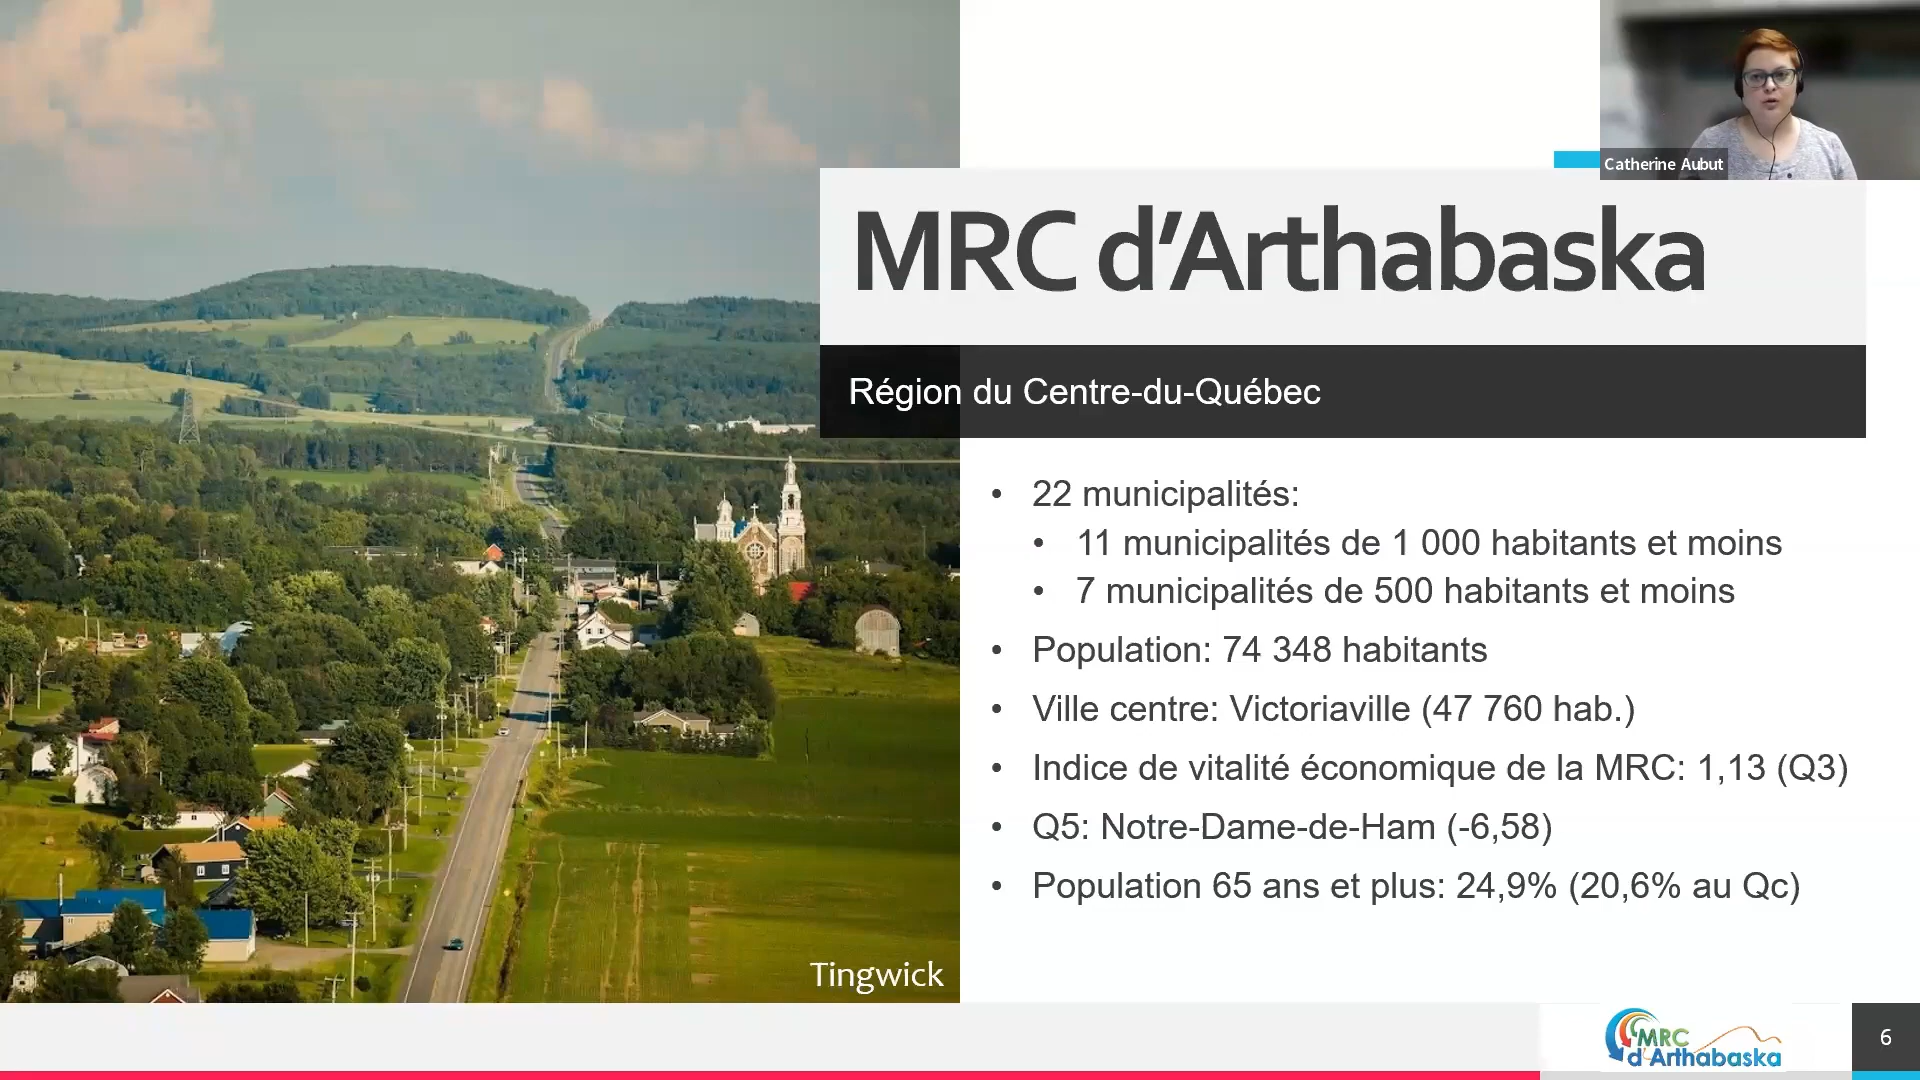 Catherine Aubut
MRC d'Arthabaska
Région du Centre-du-Québec
• 22 municipalités:
• 11 municipalités de 1 000 habitants et moins
• 7 municipalités de 500 habitants et moins
• Population: 74 348 habitants
• Ville centre: Victoriaville (47 760 hab.)
• Indice de vitalité économique de la MRC: 1,13 (Q3)
• Q5: Notre-Dame-de-Ham (-6,58)
• Population 65 ans et plus: 24,9% (20,6% au Qc)
Tingwick
MRC
d'Arthabaska
6